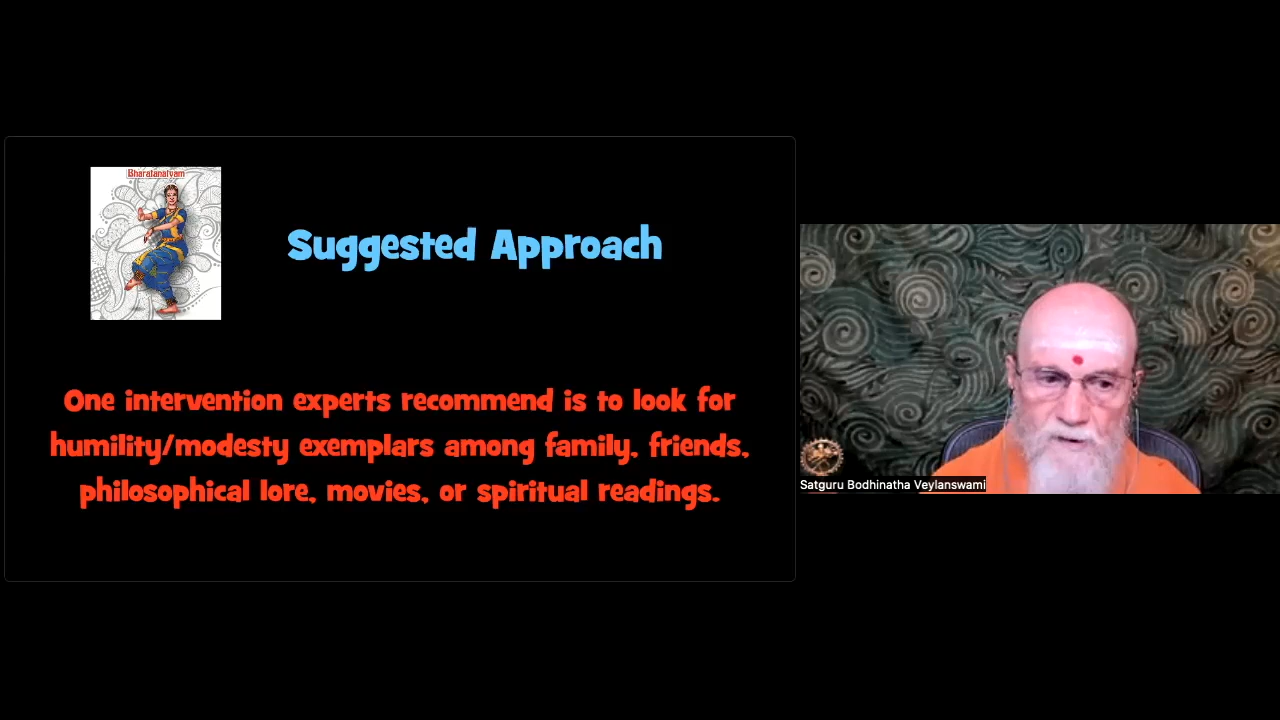 Bharatanatyam
Suggested Approach
One intervention experts recommend is to look for
humility/modesty exemplars among family, friends,
philosophical lore, movies, or spiritual readings.
Satguru Bodhinatha Veylanswami